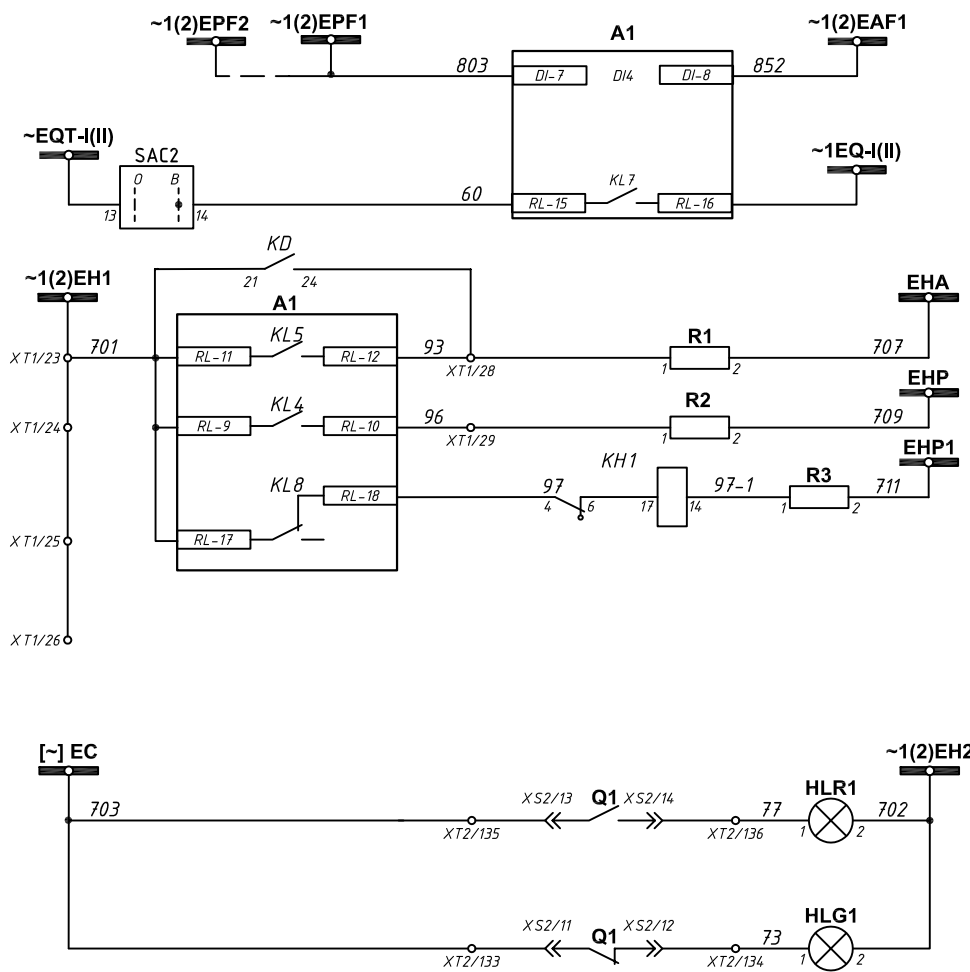 ~1(2)EPF2 ~1(2)EPF1 A1 ~1(2)EAF1
803 DI-7 DI4 DI-8 852
~EQT-I(II) SAC2 ~1EQ-I(II)
O B KL7
13 14 60 RL-15 RL-16
KD
21 24
~1(2)EH1 A1 EHA
XT1/23 701 RL-11 KL5 RL-12 93 XT1/28 1 R1 2 707
EHP
XT1/24 RL-9 KL4 RL-10 96 XT1/29 1 R2 2 709
EHP1
KL8 RL-18 97 4 6 KH1 17 14 97-1 1 R3 2 711
XT1/25 RL-17
XT1/26
[~] EC ~1(2)EH2
703 XT2/135 XS2/13 Q1 XS2/14 XT2/136 77 1 HLR1 2 702
XT2/133 XS2/11 Q1 XS2/12 XT2/134 73 1 HLG1 2